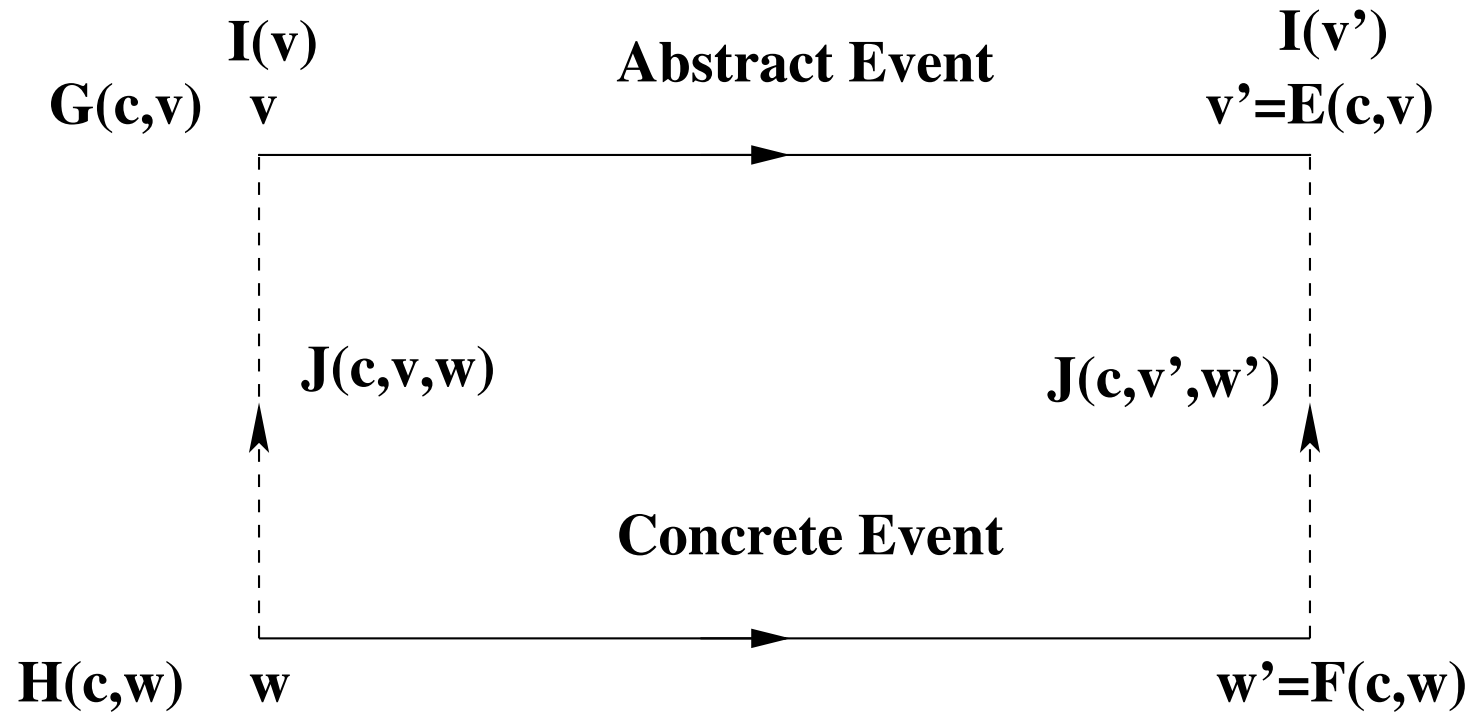 I(v)
Abstract Event
I(v’)
G(c,v)
v
v’=E(c,v)
J(c,v,w)
J(c,v’,w’)
Concrete Event
H(c,w)
w
w’=F(c,w)